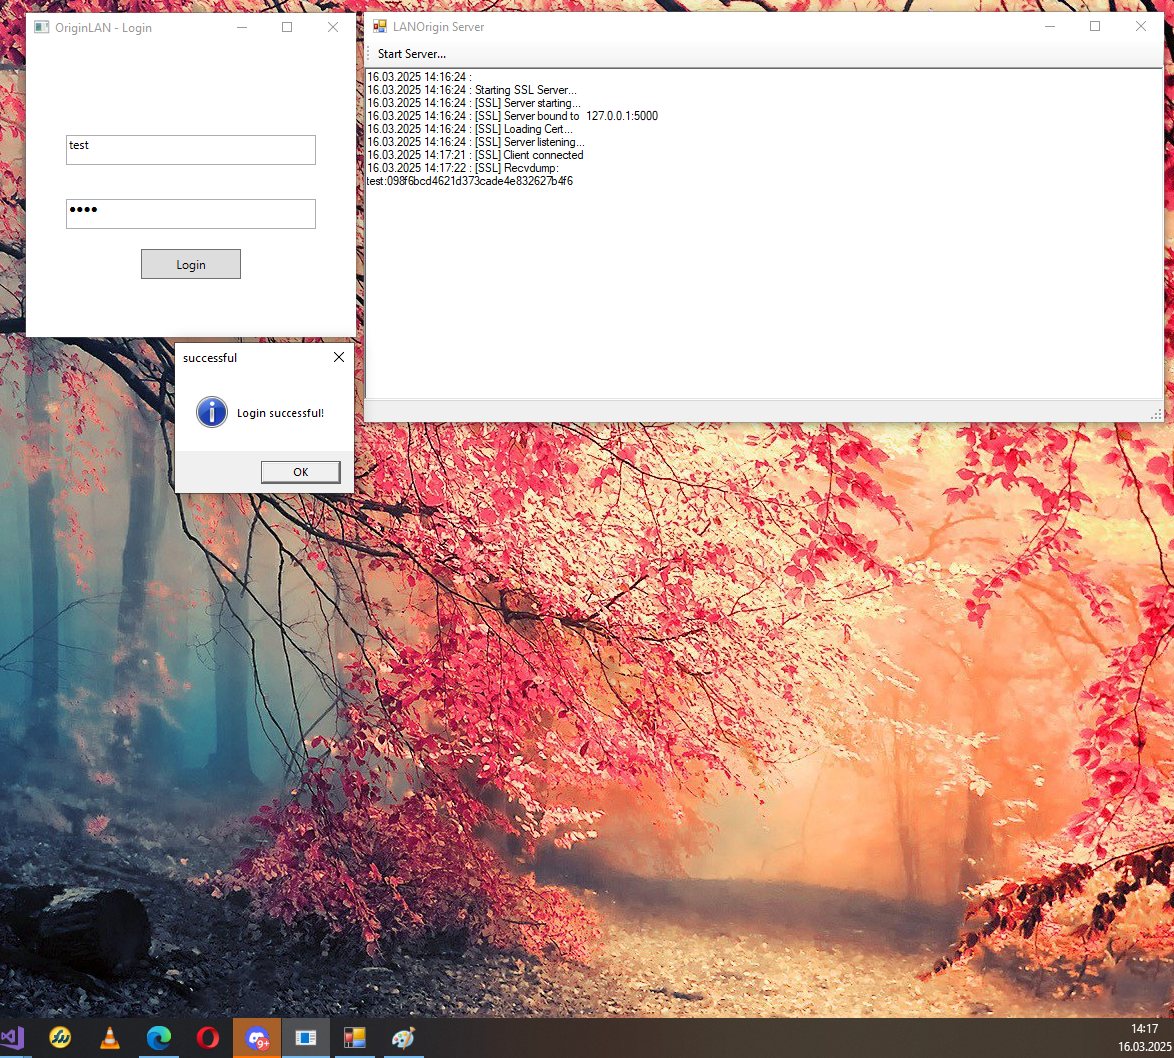 OriginLAN - Login
test
••••
Login
successful
Login successful!
OK
LANOrigin Server
Start Server...
16.03.2025 14:16:24 :
16.03.2025 14:16:24 : Starting SSL Server...
16.03.2025 14:16:24 : [SSL] Server starting...
16.03.2025 14:16:24 : [SSL] Server bound to 127.0.0.1:5000
16.03.2025 14:16:24 : [SSL] Loading Cert...
16.03.2025 14:16:24 : [SSL] Server listening...
16.03.2025 14:17:21 : [SSL] Client connected
16.03.2025 14:17:22 : [SSL] Recvdump:
test:098f6bcd4621d373cade4e832627b4f6
9+
14:17
16.03.2025